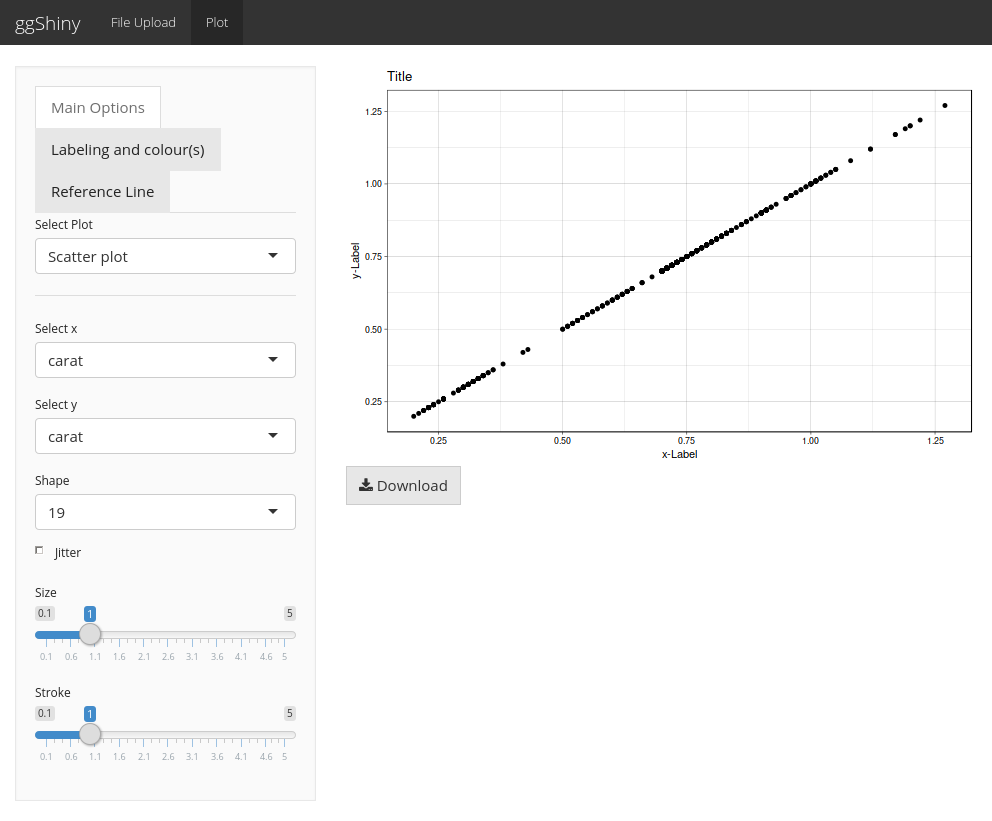 ggShiny File Upload Plot
Main Options
Labeling and colour(s)
Reference Line
Select Plot
Scatter plot
Select x
carat
Select y
carat
Shape
19
Jitter
Size
0.1 1 5
0.1 0.6 1.1 1.6 2.1 2.6 3.1 3.6 4.1 4.6 5
Stroke
0.1 1 5
0.1 0.6 1.1 1.6 2.1 2.6 3.1 3.6 4.1 4.6 5
Title
y-Label
1.25
1.00
0.75
0.50
0.25
0.25 0.50 0.75 1.00 1.25
x-Label
Download